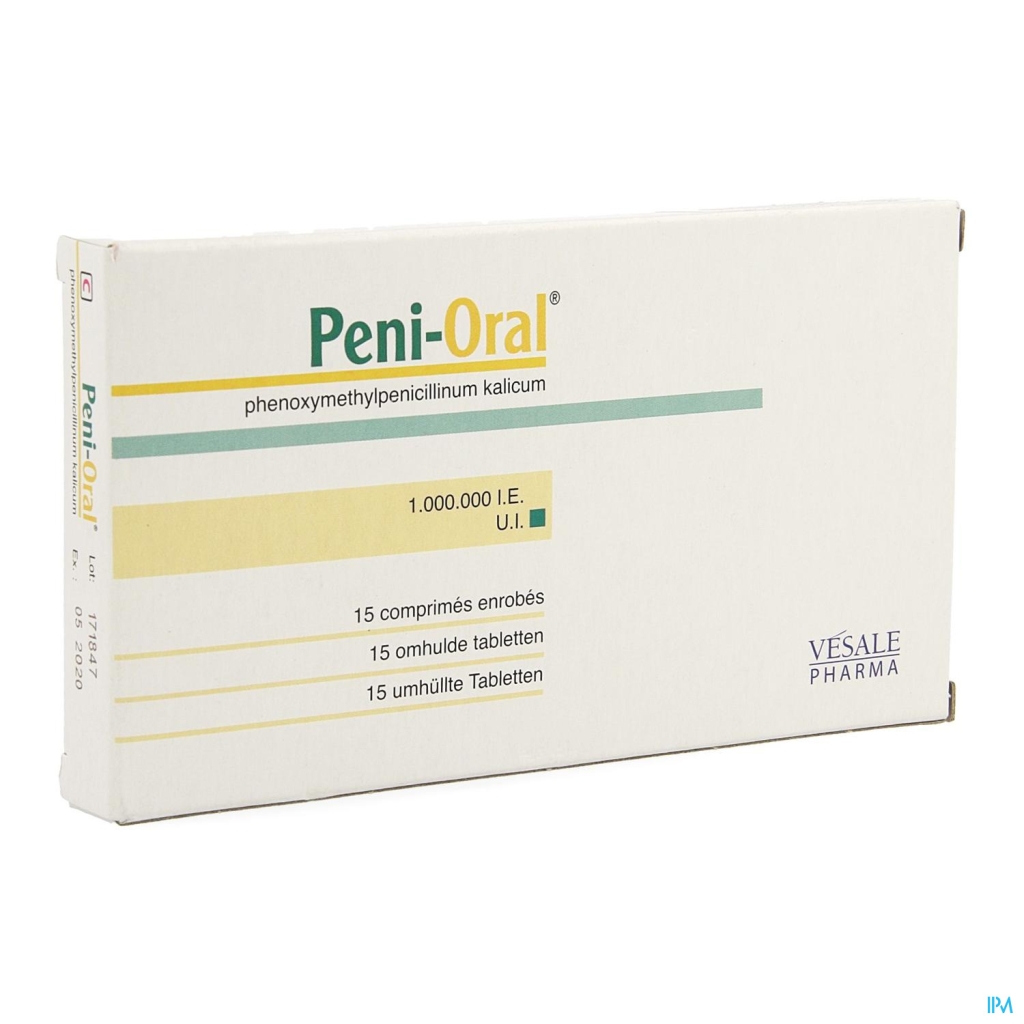 Peni-Oral®
phenoxymethylpenicillinum kalicum
1.000.000 I.E.
U.I.
15 comprimés enrobés
15 omhulde tabletten
15 umhüllte Tabletten
VÉSALE
PHARMA
C
Peni-Oral®
phenoxymethylpenicillinum kalicum
Lot: 171847
Ex.: 05 2020
IPM